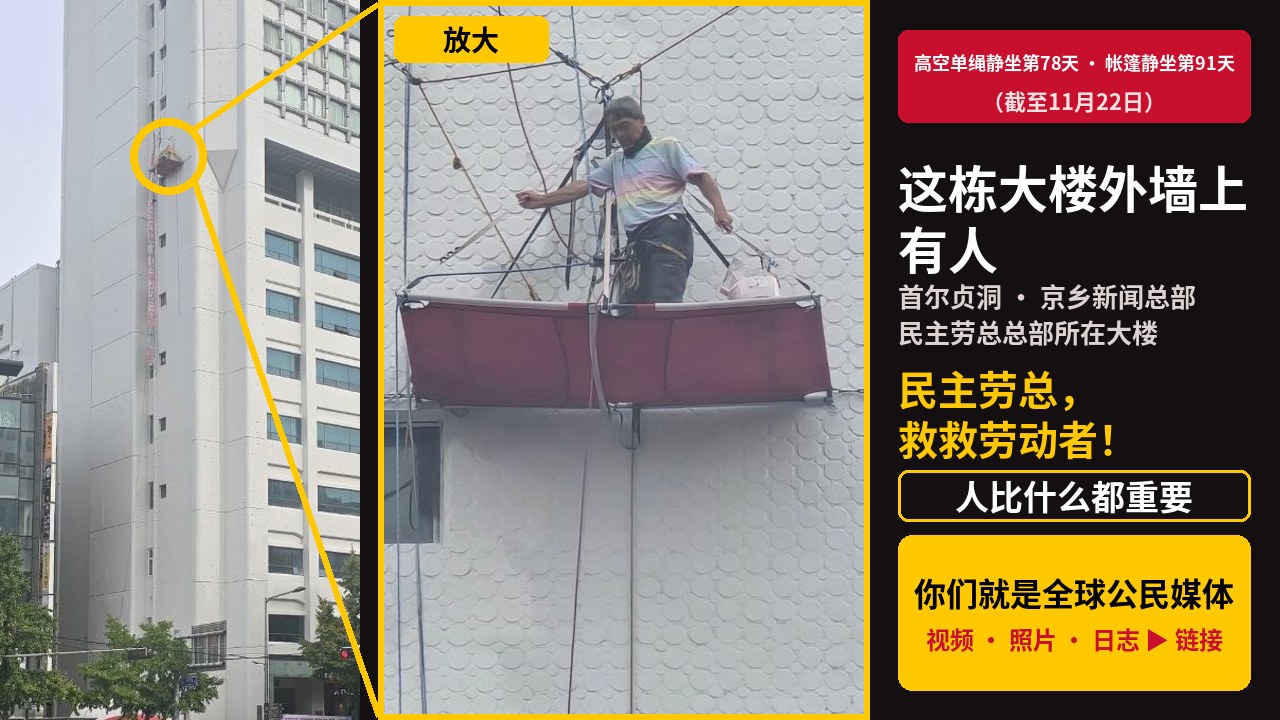 放大
高空单绳静坐第78天 · 帐篷静坐第91天
（截至11月22日）
这栋大楼外墙上
有人
首尔贞洞 · 京乡新闻总部
民主劳总总部所在大楼
民主劳总，
救救劳动者！
人比什么都重要
你们就是全球公民媒体
视频 · 照片 · 日志 ▶ 链接